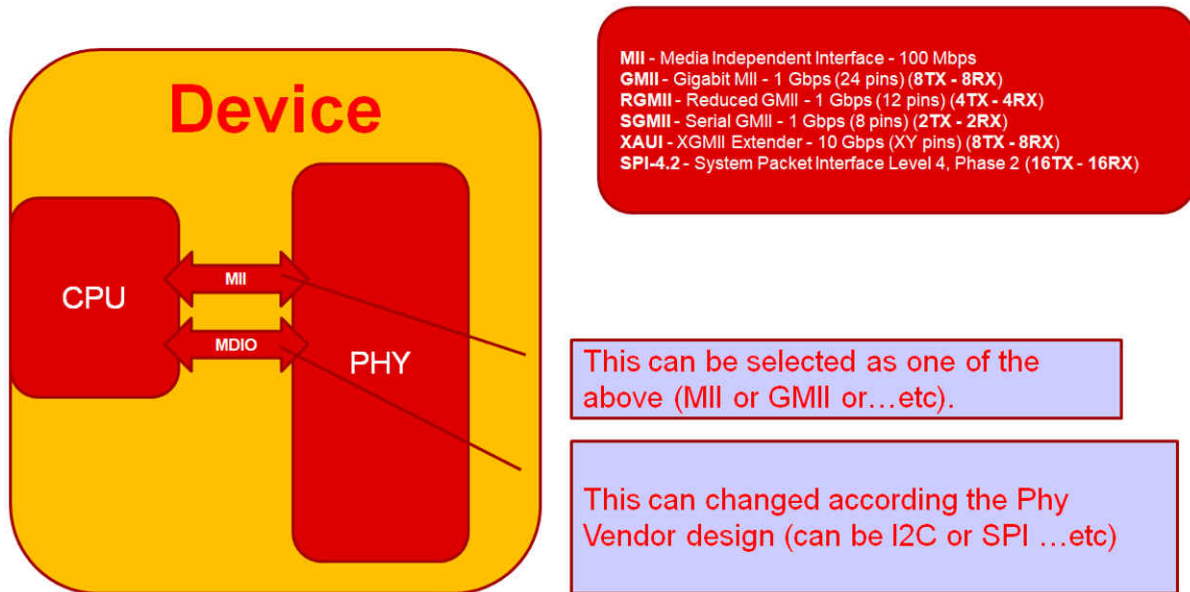 Device
CPU
MII
MDIO
PHY
MII - Media Independent Interface - 100 Mbps
GMII - Gigabit MII - 1 Gbps (24 pins) (8TX - 8RX)
RGMII - Reduced GMII - 1 Gbps (12 pins) (4TX - 4RX)
SGMII - Serial GMII - 1 Gbps (8 pins) (2TX - 2RX)
XAUI - XGMII Extender - 10 Gbps (XY pins) (8TX - 8RX)
SPI-4.2 - System Packet Interface Level 4, Phase 2 (16TX - 16RX)
This can be selected as one of the
above (MII or GMII or…etc).
This can changed according the Phy
Vendor design (can be I2C or SPI …etc)